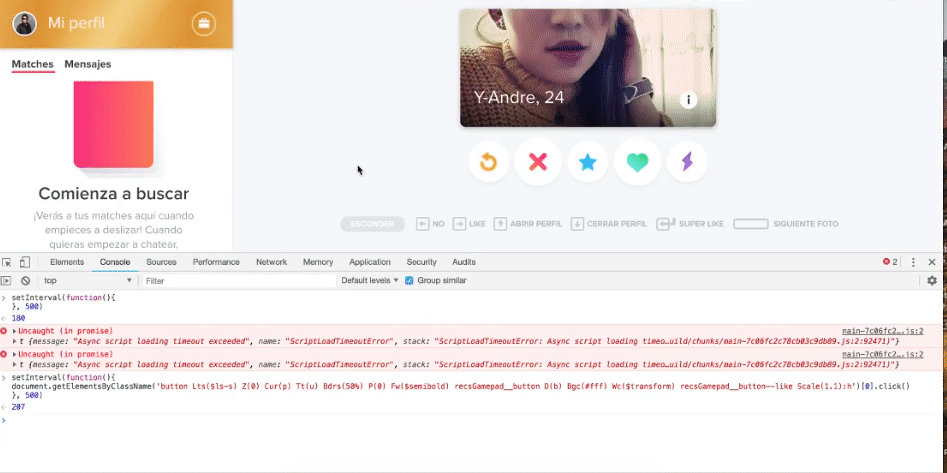 Mi perfil
Matches Mensajes
Comienza a buscar
¡Verás a tus matches aquí cuando
empieces a deslizar! Cuando
quieras empezar a chatear,
Y-Andre, 24
i
ESCONDER NO LIKE ABRIR PERFIL CERRAR PERFIL SUPER LIKE SIGUIENTE FOTO
Elements Console Sources Performance Network Memory Application Security Audits 2
top Filter Default levels Group similar
setInterval(function(){
}, 500)
180
Uncaught (in promise) main-7c06fc2….js:2
t {message: "Async script loading timeout exceeded", name: "ScriptLoadTimeoutError", stack: "ScriptLoadTimeoutError: Async script loading timeo…uild/chunks/main-7c06fc2c78cb03c9db89.js:2:92471)"}
Uncaught (in promise) main-7c06fc2….js:2
t {message: "Async script loading timeout exceeded", name: "ScriptLoadTimeoutError", stack: "ScriptLoadTimeoutError: Async script loading timeo…uild/chunks/main-7c06fc2c78cb03c9db89.js:2:92471)"}
setInterval(function(){
document.getElementsByClassName('button Lts($ls-s) Z(0) Cur(p) Tt(u) Bdrs(50%) P(0) Fw($semibold) recsGamepad__button D(b) Bgc(#fff) Wc($transform) recsGamepad__button--like Scale(1.1):h')[0].click()
}, 500)
207